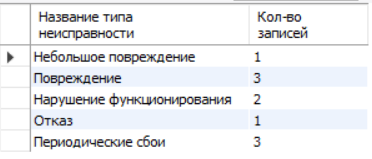 Название типа неисправности Кол-во записей
Небольшое повреждение 1
Повреждение 3
Нарушение функционирования 2
Отказ 1
Периодические сбои 3